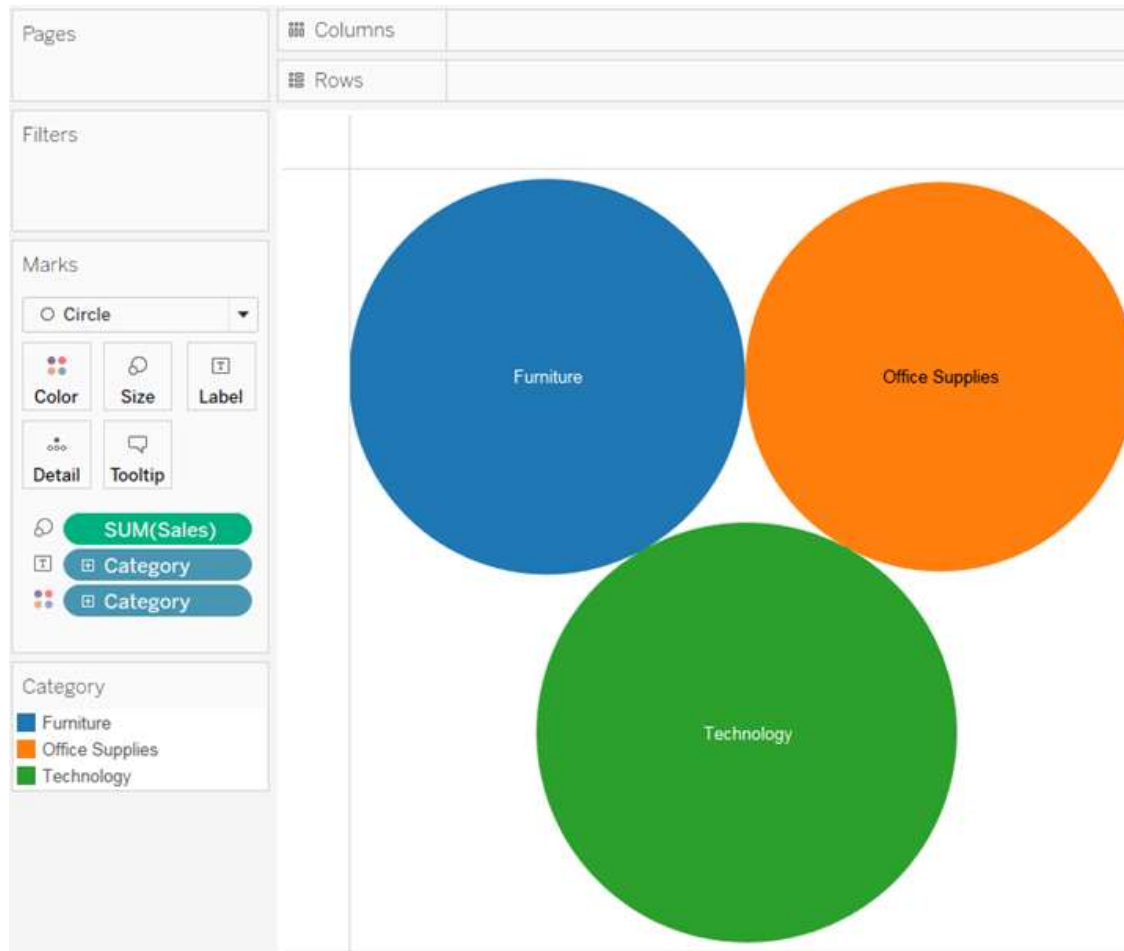 Pages
Columns
Rows
Filters
Marks
Circle
Color Size Label
Detail Tooltip
SUM(Sales)
Category
Category
Category
Furniture
Office Supplies
Technology
Furniture
Office Supplies
Technology